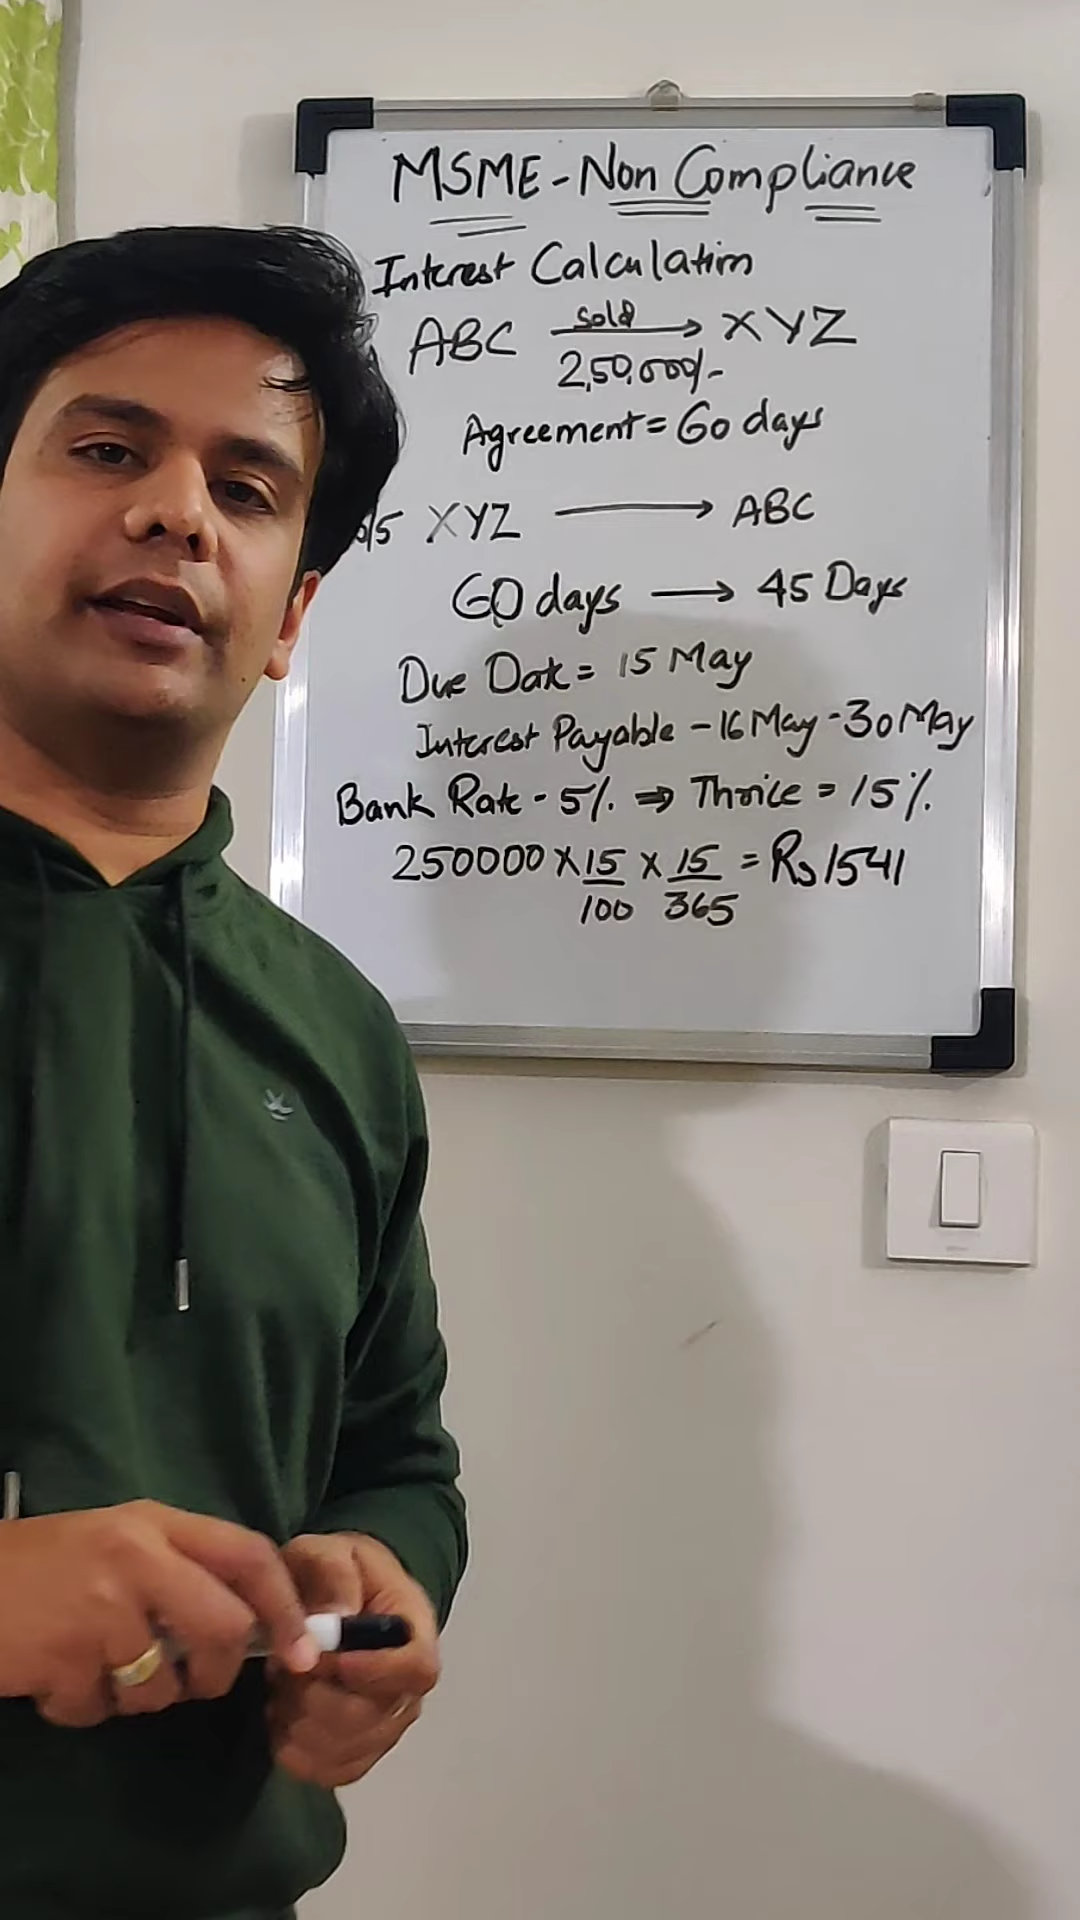 MSME - Non Compliance
Interest Calculation
ABC sold XYZ
2,50,000/-
Agreement = 60 days
/5 XYZ → ABC
60 days → 45 Days
Due Date = 15 May
Interest Payable - 16 May - 30 May
Bank Rate - 5% ⇒ Thrice = 15%
250000 × 15/100 × 15/365 = Rs 1541